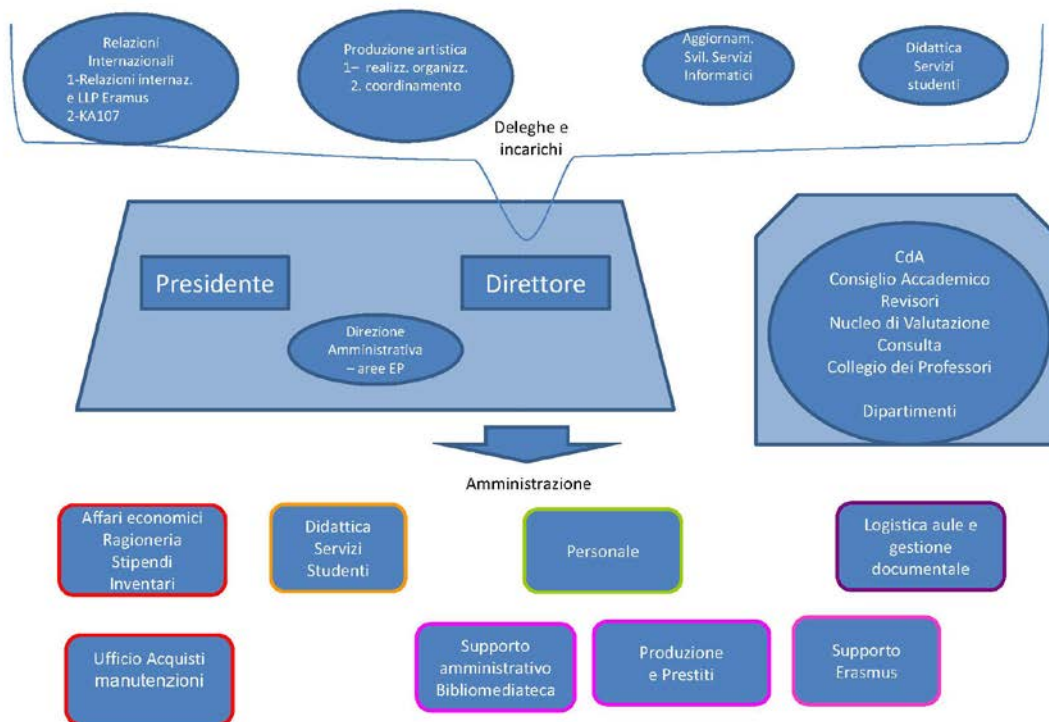 Relazioni
Internazionali
1-Relazioni internaz.
e LLP Eramus
2-KA107
Produzione artistica
1– realizz. organizz.
2. coordinamento
Aggiornam.
Svil. Servizi
Informatici
Didattica
Servizi
studenti
Deleghe e
incarichi
Presidente
Direttore
Direzione
Amministrativa
– aree EP
CdA
Consiglio Accademico
Revisori
Nucleo di Valutazione
Consulta
Collegio dei Professori
Dipartimenti
Amministrazione
Affari economici
Ragioneria
Stipendi
Inventari
Didattica
Servizi
Studenti
Personale
Logistica aule e
gestione
documentale
Ufficio Acquisti
manutenzioni
Supporto
amministrativo
Bibliomediateca
Produzione
e Prestiti
Supporto
Erasmus